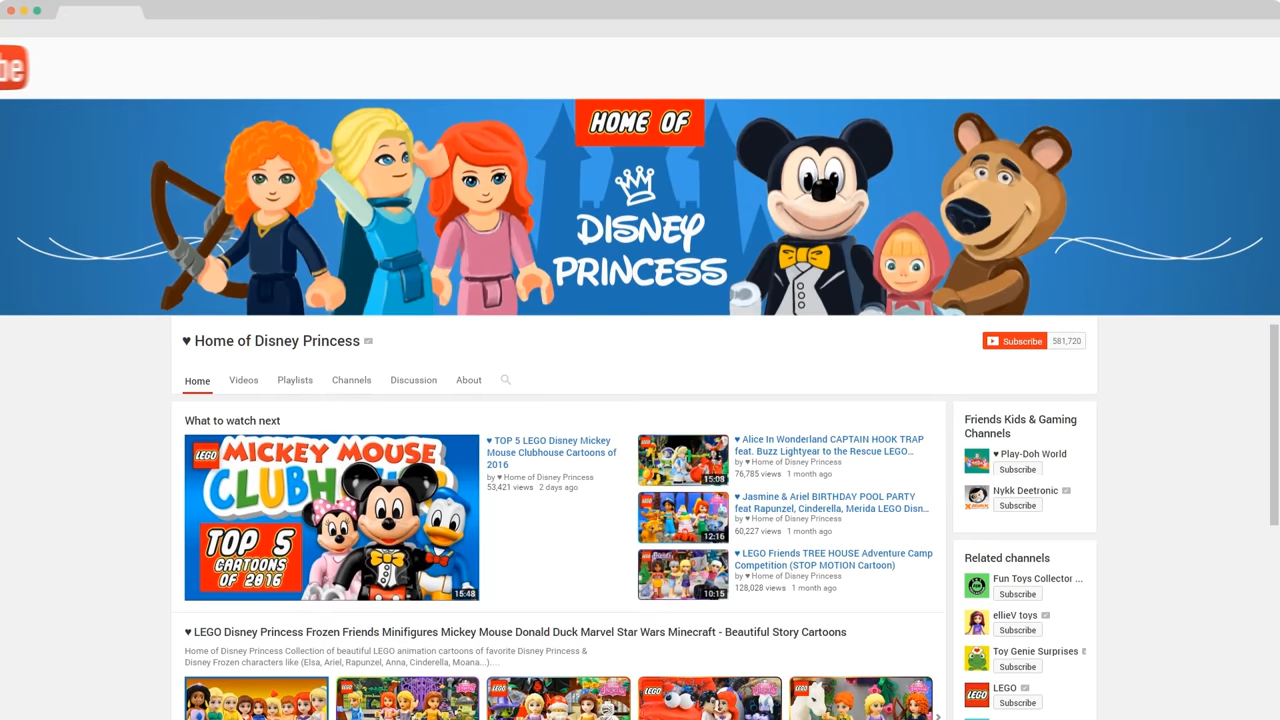 be
HOME OF
DISNEY
PRINCESS
♥ Home of Disney Princess
Subscribe 581,720
Home Videos Playlists Channels Discussion About
What to watch next
LEGO
MICKEY MOUSE
CLUBH
TOP 5
CARTOONS
OF 2016
15:48
♥ TOP 5 LEGO Disney Mickey
Mouse Clubhouse Cartoons of
2016
by ♥ Home of Disney Princess
53,421 views 2 days ago
15:08
♥ Alice In Wonderland CAPTAIN HOOK TRAP
feat. Buzz Lightyear to the Rescue LEGO...
by ♥ Home of Disney Princess
76,785 views 1 month ago
12:16
♥ Jasmine & Ariel BIRTHDAY POOL PARTY
feat Rapunzel, Cinderella, Merida LEGO Disn...
by ♥ Home of Disney Princess
60,227 views 1 month ago
10:15
♥ LEGO Friends TREE HOUSE Adventure Camp
Competition (STOP MOTION Cartoon)
by ♥ Home of Disney Princess
128,028 views 1 month ago
♥ LEGO Disney Princess Frozen Friends Minifigures Mickey Mouse Donald Duck Marvel Star Wars Minecraft - Beautiful Story Cartoons
Home of Disney Princess Collection of beautiful LEGO animation cartoons of favorite Disney Princess &
Disney Frozen characters like (Elsa, Ariel, Rapunzel, Anna, Cinderella, Moana...)....
LEGO
LEGO
LEGO
LEGO
Friends Kids & Gaming
Channels
♥ Play-Doh World
Subscribe
Nykk Deetronic
Subscribe
Related channels
Fun Toys Collector ...
Subscribe
ellieV toys
Subscribe
Toy Genie Surprises
Subscribe
LEGO
LEGO
Subscribe